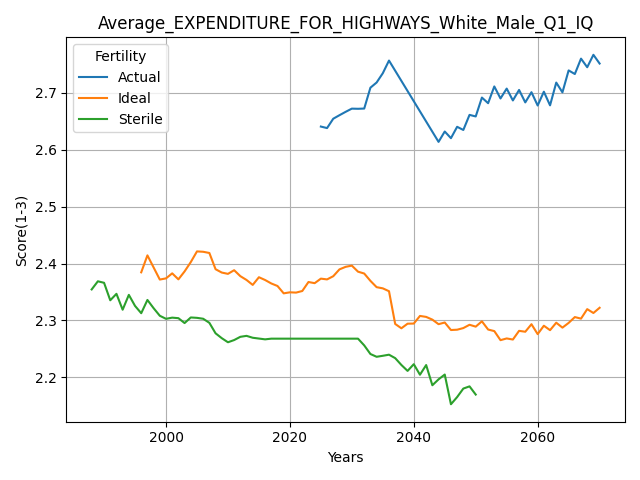 Average_EXPENDITURE_FOR_HIGHWAYS_White_Male_Q1_IQ
Fertility
Actual
Ideal
Sterile
Score(1-3)
2.7
2.6
2.5
2.4
2.3
2.2
2000 2020 2040 2060
Years